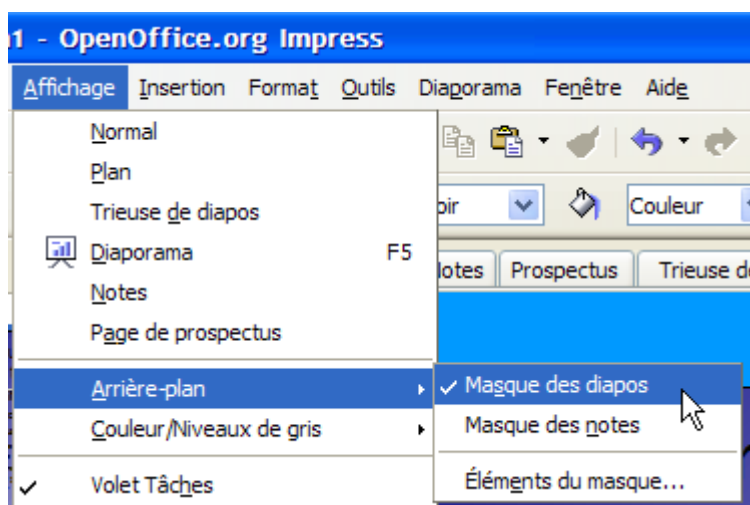 1 - OpenOffice.org Impress
Affichage Insertion Format Outils Diaporama Fenêtre Aide
Normal
Plan
Trieuse de diapos
oir Couleur
Diaporama F5
Notes Prospectus Trieuse d
Notes
Page de prospectus
Arrière-plan
Masque des diapos
Couleur/Niveaux de gris
Masque des notes
Volet Tâches
Éléments du masque...